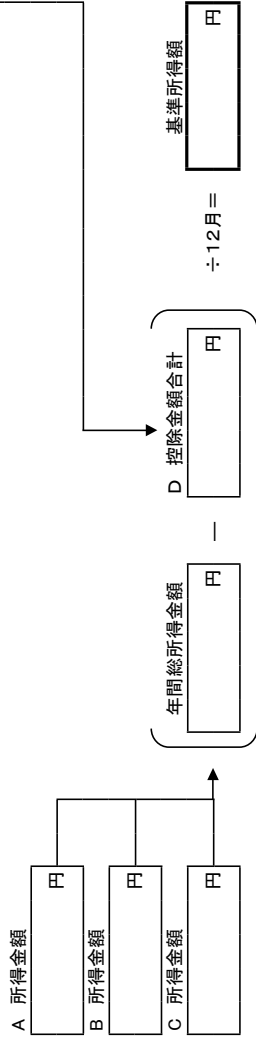 A 所得金額
円
B 所得金額
円
C 所得金額
円
年間総所得金額
円
－
D 控除金額合計
円
÷12月＝
基準所得額
円